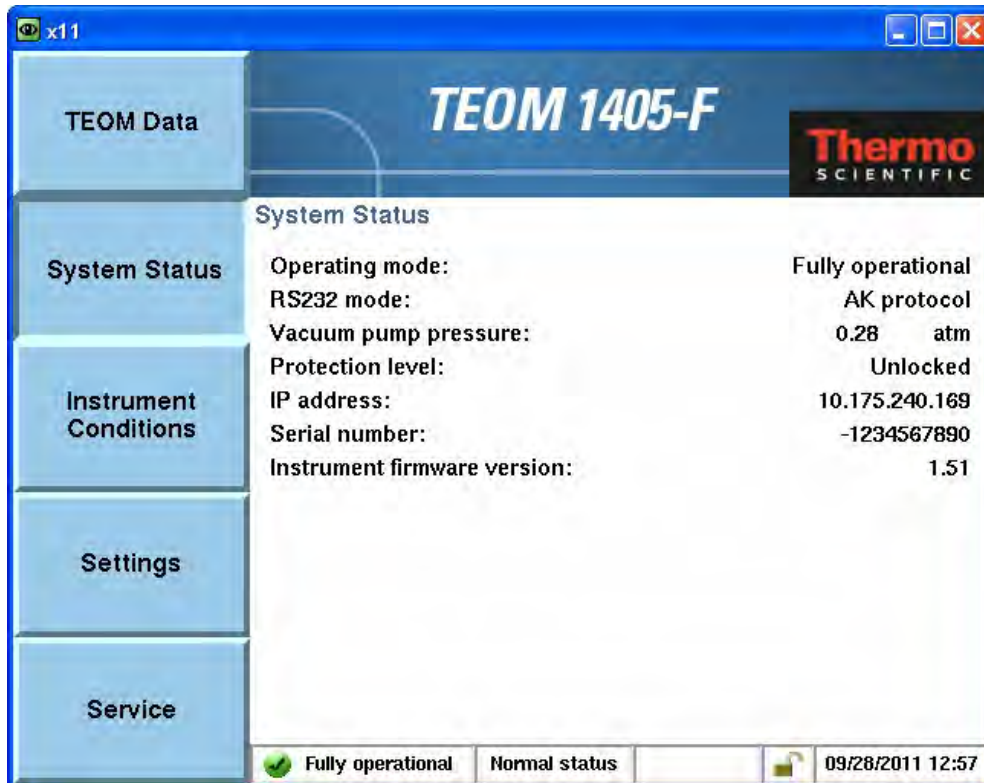 x11
TEOM Data
TEOM 1405-F
Thermo
SCIENTIFIC
System Status
System Status
Operating mode: Fully operational
RS232 mode: AK protocol
Vacuum pump pressure: 0.28 atm
Protection level: Unlocked
IP address: 10.175.240.169
Serial number: -1234567890
Instrument firmware version: 1.51
Instrument
Conditions
Settings
Service
Fully operational Normal status 09/28/2011 12:57